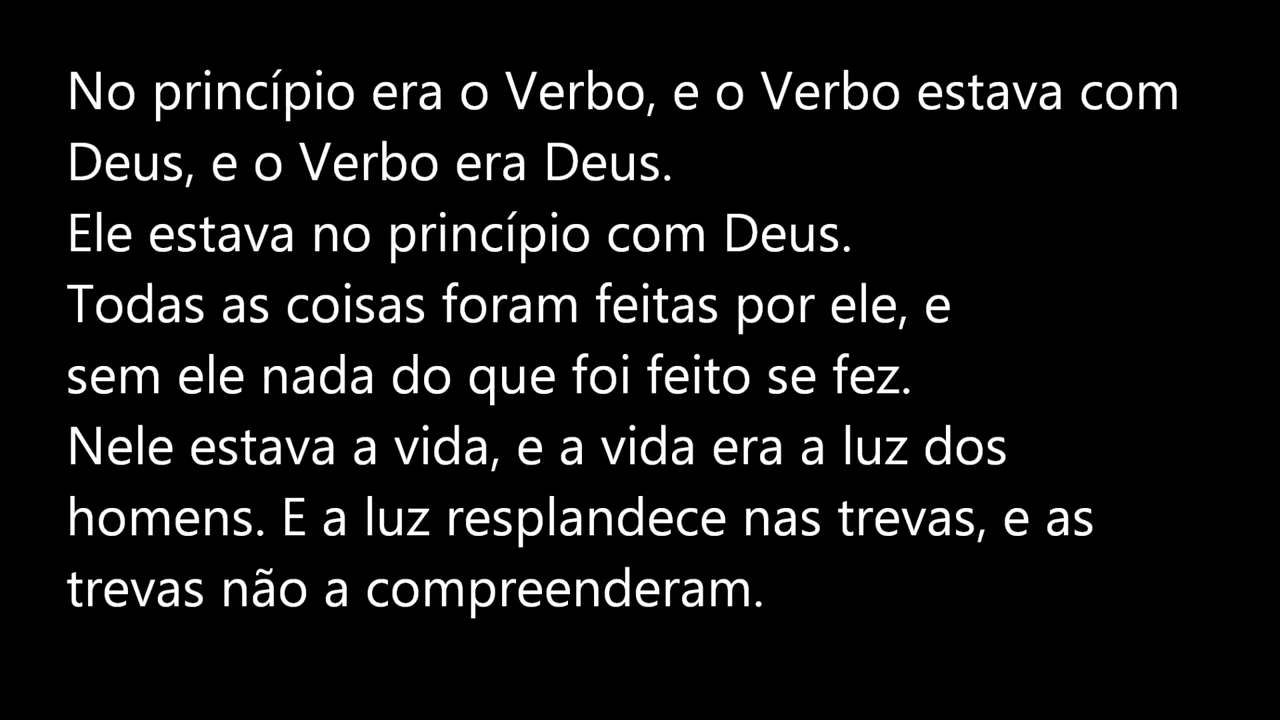 No princípio era o Verbo, e o Verbo estava com
Deus, e o Verbo era Deus.
Ele estava no princípio com Deus.
Todas as coisas foram feitas por ele, e
sem ele nada do que foi feito se fez.
Nele estava a vida, e a vida era a luz dos
homens. E a luz resplandece nas trevas, e as
trevas não a compreenderam.